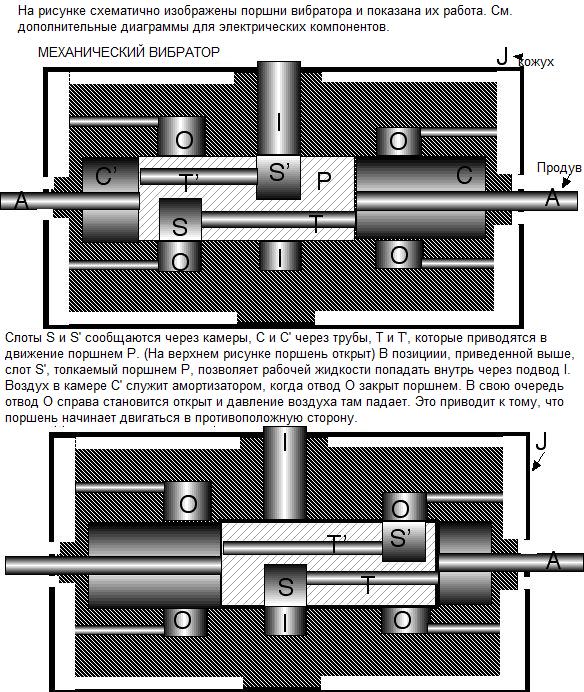 На рисунке схематично изображены поршни вибратора и показана их работа. См.
дополнительные диаграммы для электрических компонентов.
МЕХАНИЧЕСКИЙ ВИБРАТОР
J
кожух
I
O
O
C'
S'
T'
P
C
Продув
A
A
S
T
O
I
O
Слоты S и S' сообщаются через камеры, C и C' через трубы, T и T', которые приводятся в
движение поршнем P. (На верхнем рисунке поршень открыт) В позициии, приведенной выше,
слот S', толкаемый поршнем P, позволяет рабочей жидкости попадать внутрь через подвод I.
Воздух в камере C' служит амортизатором, когда отвод O закрыт поршнем. В свою очередь
отвод O справа становится открыт и давление воздуха там падает. Это приводит к тому, что
поршень начинает двигаться в противоположную сторону.
I
J
O
O
T'
S'
A
S
T
O
I
O